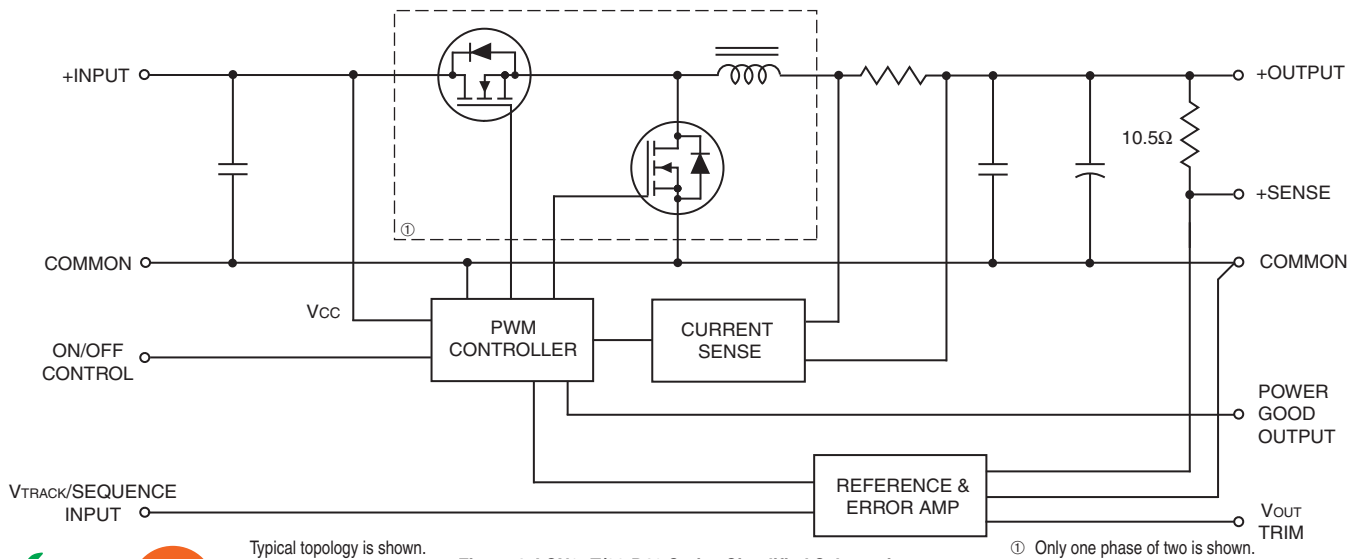 +INPUT
+OUTPUT
10.5Ω
+SENSE
①
COMMON
COMMON
VCC
PWM
CONTROLLER
CURRENT
SENSE
ON/OFF
CONTROL
POWER
GOOD
OUTPUT
VTRACK/SEQUENCE
INPUT
REFERENCE &
ERROR AMP
VOUT
TRIM
Typical topology is shown.
① Only one phase of two is shown.